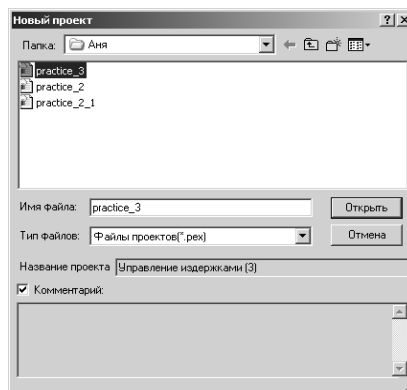 Новый проект
Папка: Аня
practice_3
practice_2
practice_2_1
Имя файла: practice_3 Открыть
Тип файлов: Файлы проектов(*.pex) Отмена
Название проекта Управление издержками (3)
Комментарий: